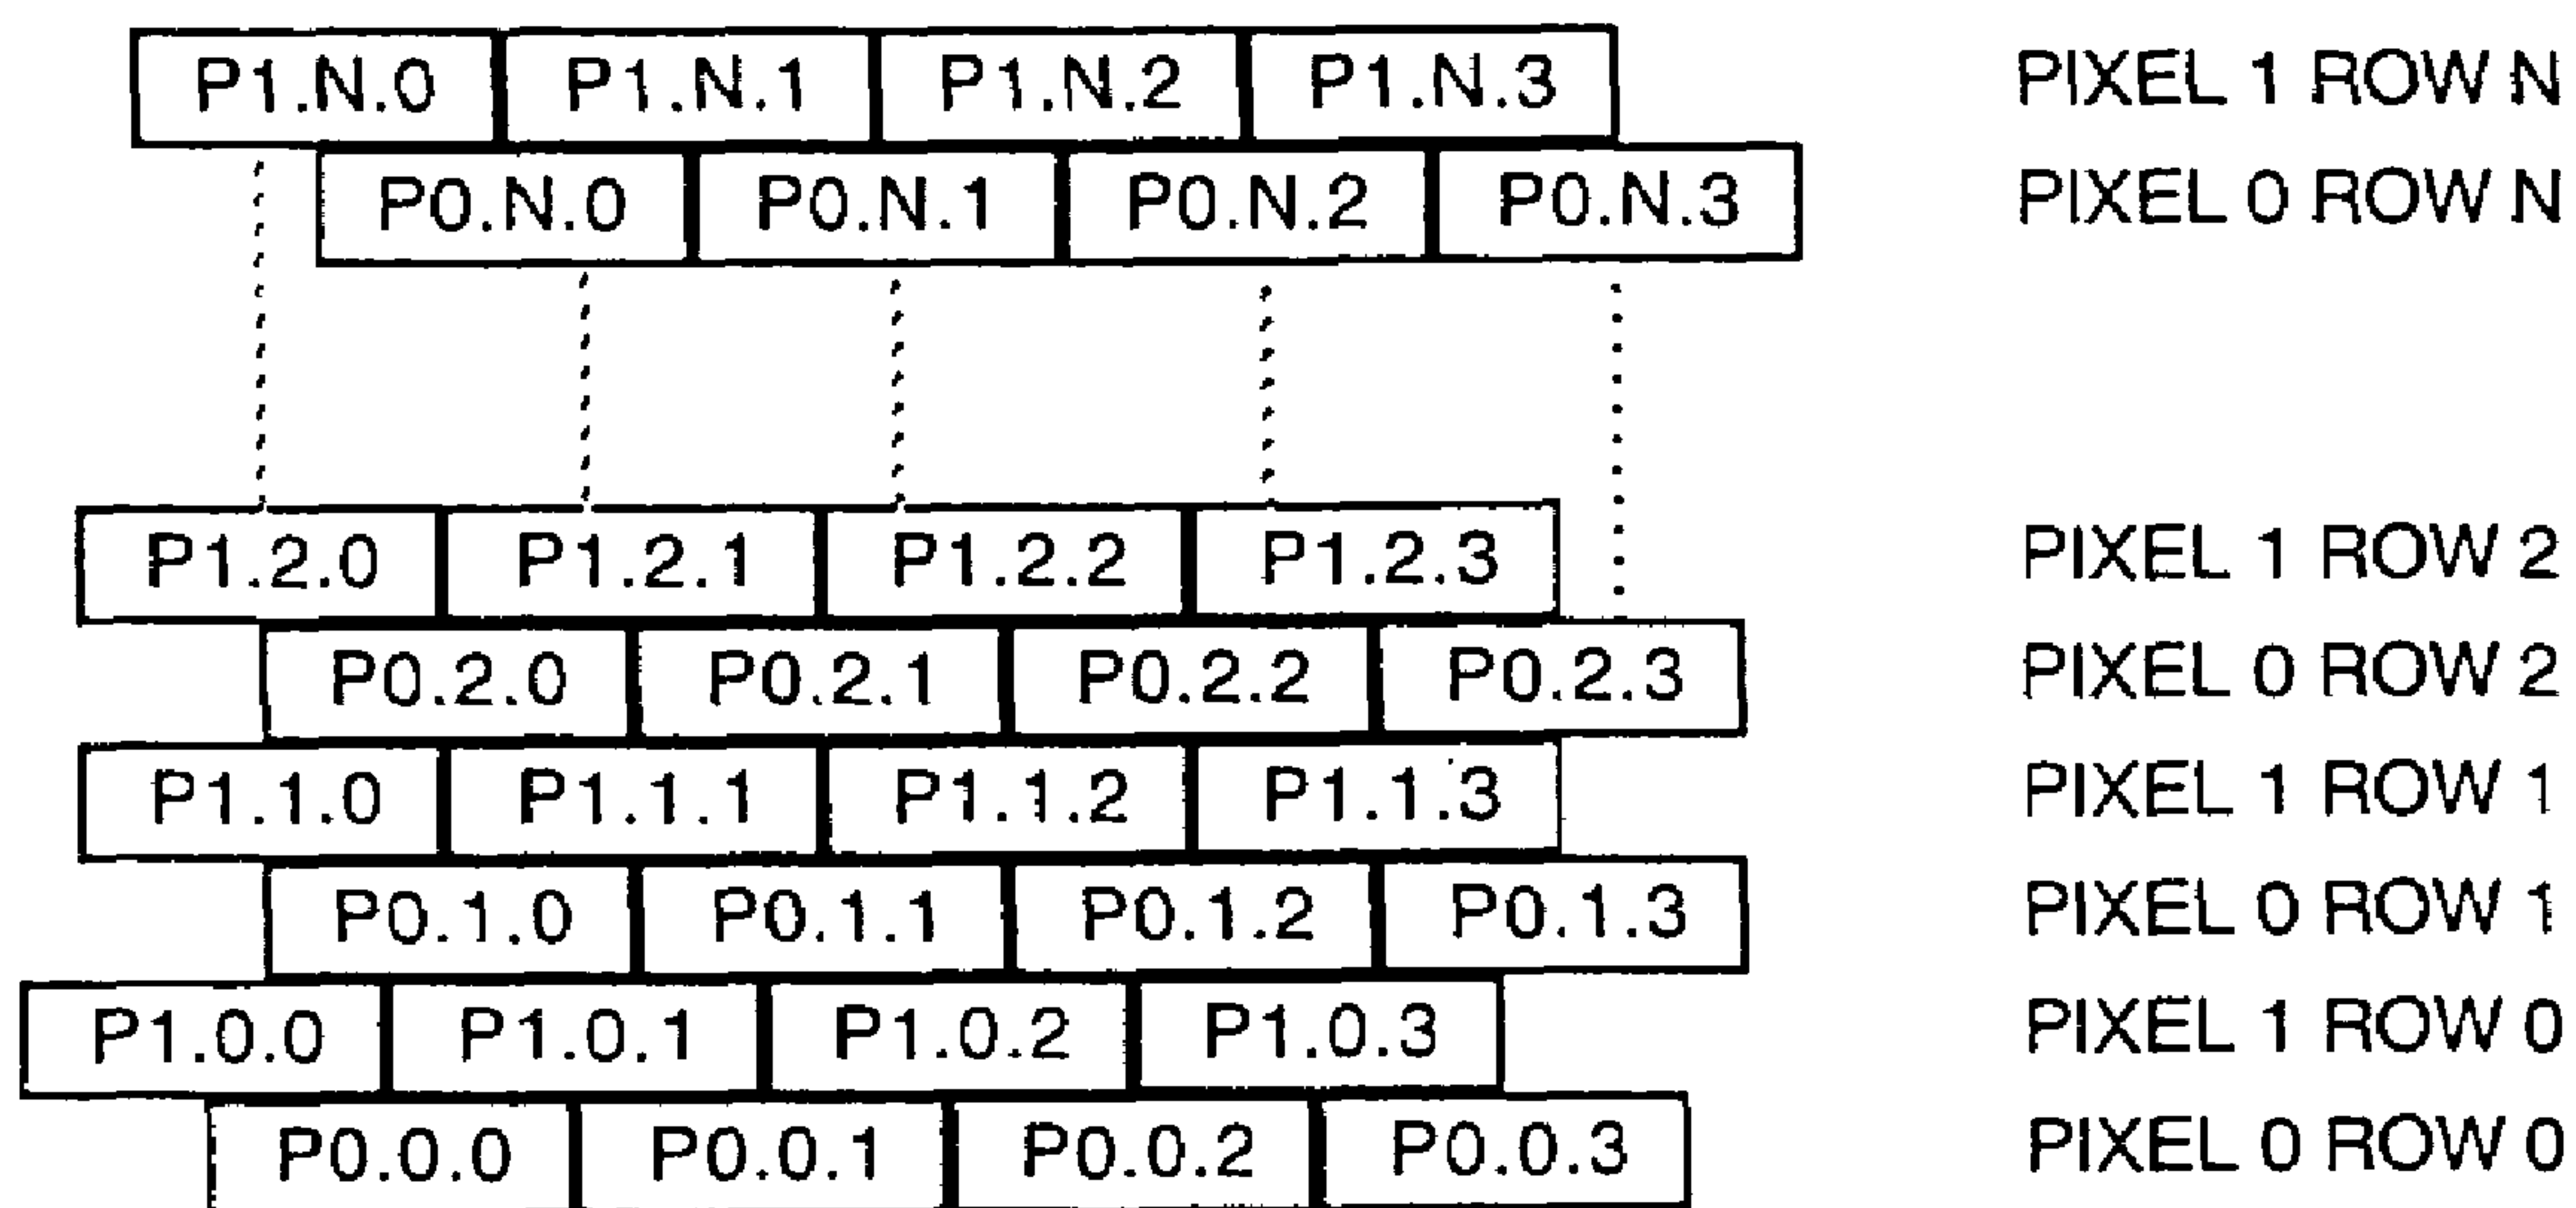 P1.N.0 P1.N.1 P1.N.2 P1.N.3 PIXEL 1 ROW N
P0.N.0 P0.N.1 P0.N.2 P0.N.3 PIXEL 0 ROW N
P1.2.0 P1.2.1 P1.2.2 P1.2.3 PIXEL 1 ROW 2
P0.2.0 P0.2.1 P0.2.2 P0.2.3 PIXEL 0 ROW 2
P1.1.0 P1.1.1 P1.1.2 P1.1.3 PIXEL 1 ROW 1
P0.1.0 P0.1.1 P0.1.2 P0.1.3 PIXEL 0 ROW 1
P1.0.0 P1.0.1 P1.0.2 P1.0.3 PIXEL 1 ROW 0
P0.0.0 P0.0.1 P0.0.2 P0.0.3 PIXEL 0 ROW 0